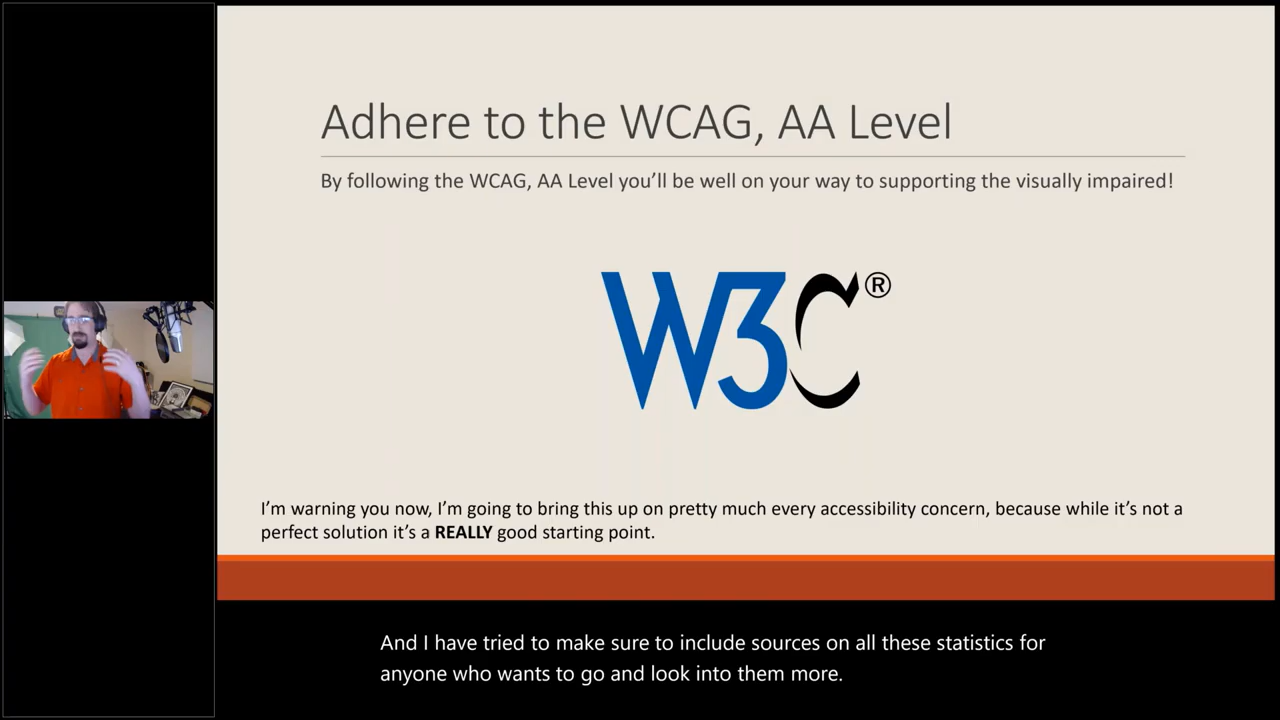 Adhere to the WCAG, AA Level
By following the WCAG, AA Level you’ll be well on your way to supporting the visually impaired!
W3C®
I’m warning you now, I’m going to bring this up on pretty much every accessibility concern, because while it’s not a
perfect solution it’s a REALLY good starting point.
And I have tried to make sure to include sources on all these statistics for
anyone who wants to go and look into them more.